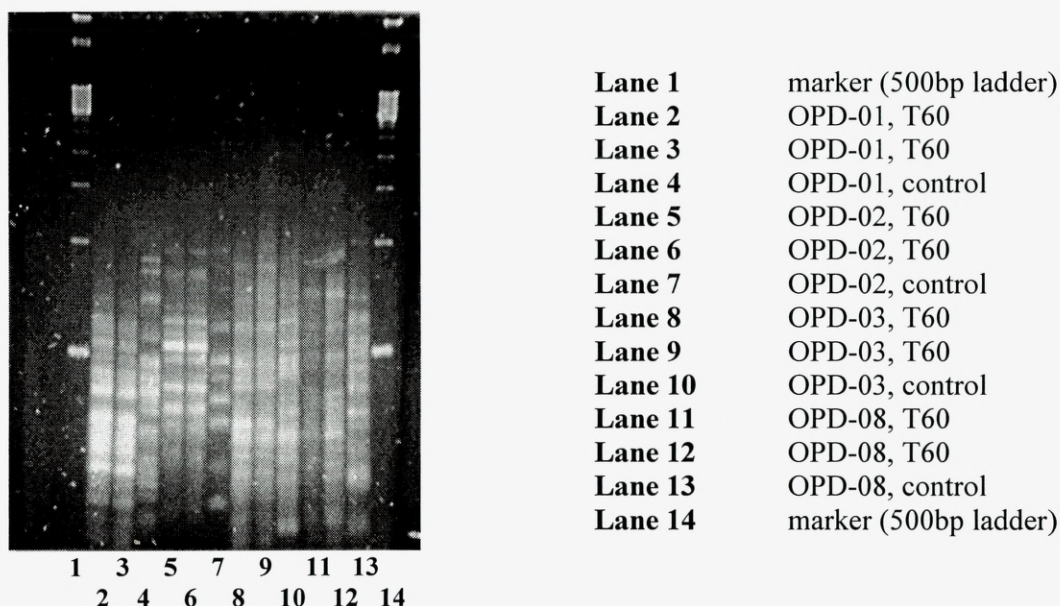 Lane 1 marker (500bp ladder)
Lane 2 OPD-01, T60
Lane 3 OPD-01, T60
Lane 4 OPD-01, control
Lane 5 OPD-02, T60
Lane 6 OPD-02, T60
Lane 7 OPD-02, control
Lane 8 OPD-03, T60
Lane 9 OPD-03, T60
Lane 10 OPD-03, control
Lane 11 OPD-08, T60
Lane 12 OPD-08, T60
Lane 13 OPD-08, control
Lane 14 marker (500bp ladder)
1 3 5 7 9 11 13
2 4 6 8 10 12 14